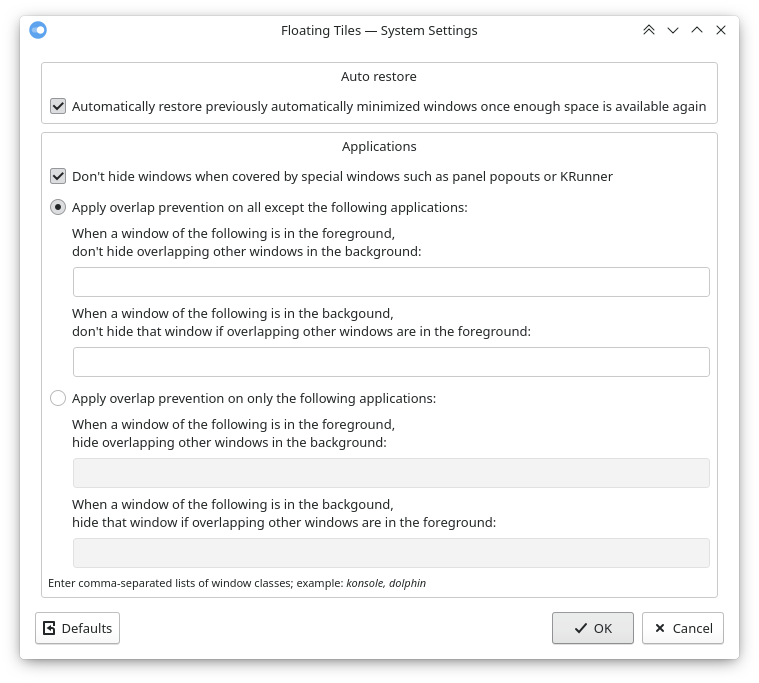 Floating Tiles — System Settings
Auto restore
Automatically restore previously automatically minimized windows once enough space is available again
Applications
Don't hide windows when covered by special windows such as panel popouts or KRunner
Apply overlap prevention on all except the following applications:
When a window of the following is in the foreground,
don't hide overlapping other windows in the background:
When a window of the following is in the backgound,
don't hide that window if overlapping other windows are in the foreground:
Apply overlap prevention on only the following applications:
When a window of the following is in the foreground,
hide overlapping other windows in the background:
When a window of the following is in the backgound,
hide that window if overlapping other windows are in the foreground:
Enter comma-separated lists of window classes; example: konsole, dolphin
Defaults
OK
Cancel